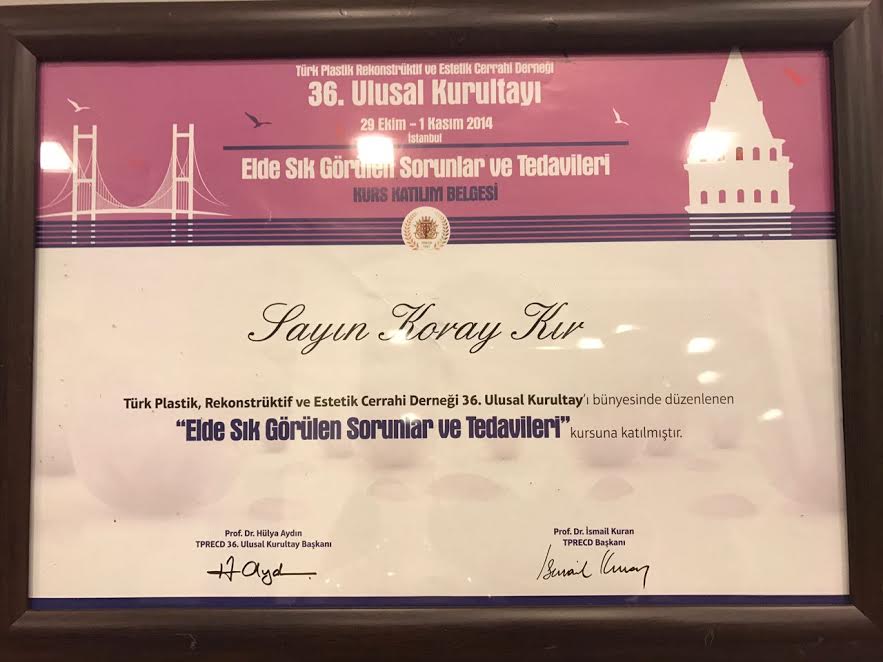 Türk Plastik Rekonstrüktif ve Estetik Cerrahi Derneği
36. Ulusal Kurultayı
29 Ekim – 1 Kasım 2014
İstanbul
Elde Sık Görülen Sorunlar ve Tedavileri
KURS KATILIM BELGESİ
Sayın Koray Kır
Türk Plastik, Rekonstrüktif ve Estetik Cerrahi Derneği 36. Ulusal Kurultay'ı bünyesinde düzenlenen
“Elde Sık Görülen Sorunlar ve Tedavileri” kursuna katılmıştır.
Prof. Dr. Hülya Aydın
TPRECD 36. Ulusal Kurultay Başkanı
Prof. Dr. İsmail Kuran
TPRECD Başkanı